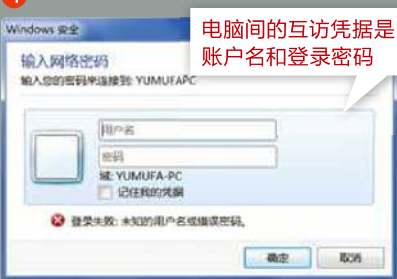 Windows 安全
电脑间的互访凭据是
账户名和登录密码
输入网络密码
输入您的密码来连接到: YUMUFAPC
用户名
密码
域: YUMUFA-PC
记住我的凭据
登录失败: 未知的用户名或错误密码。
确定
取消